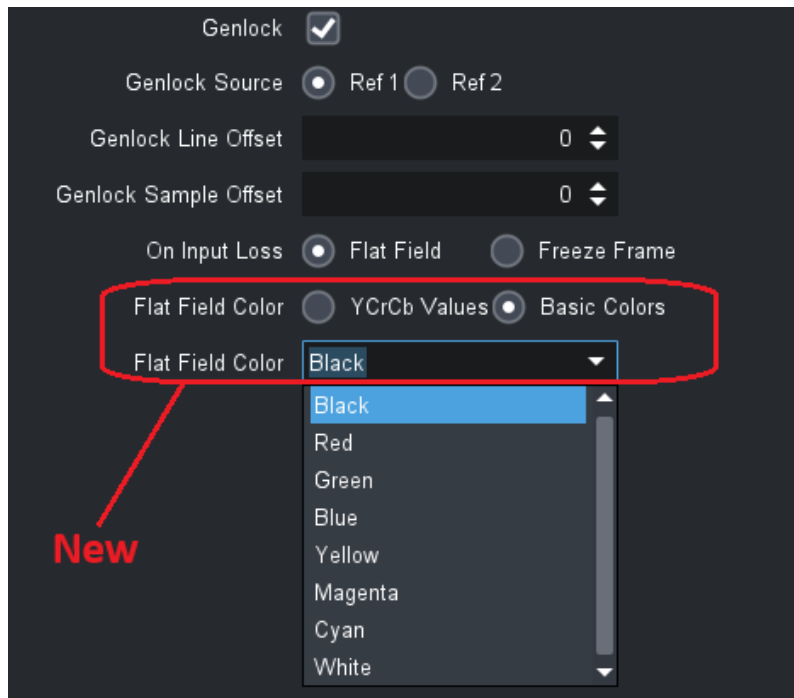 Genlock
Genlock Source Ref 1 Ref 2
Genlock Line Offset 0
Genlock Sample Offset 0
On Input Loss Flat Field Freeze Frame
Flat Field Color YCrCb Values Basic Colors
Flat Field Color Black
Black
Red
Green
Blue
New
Yellow
Magenta
Cyan
White